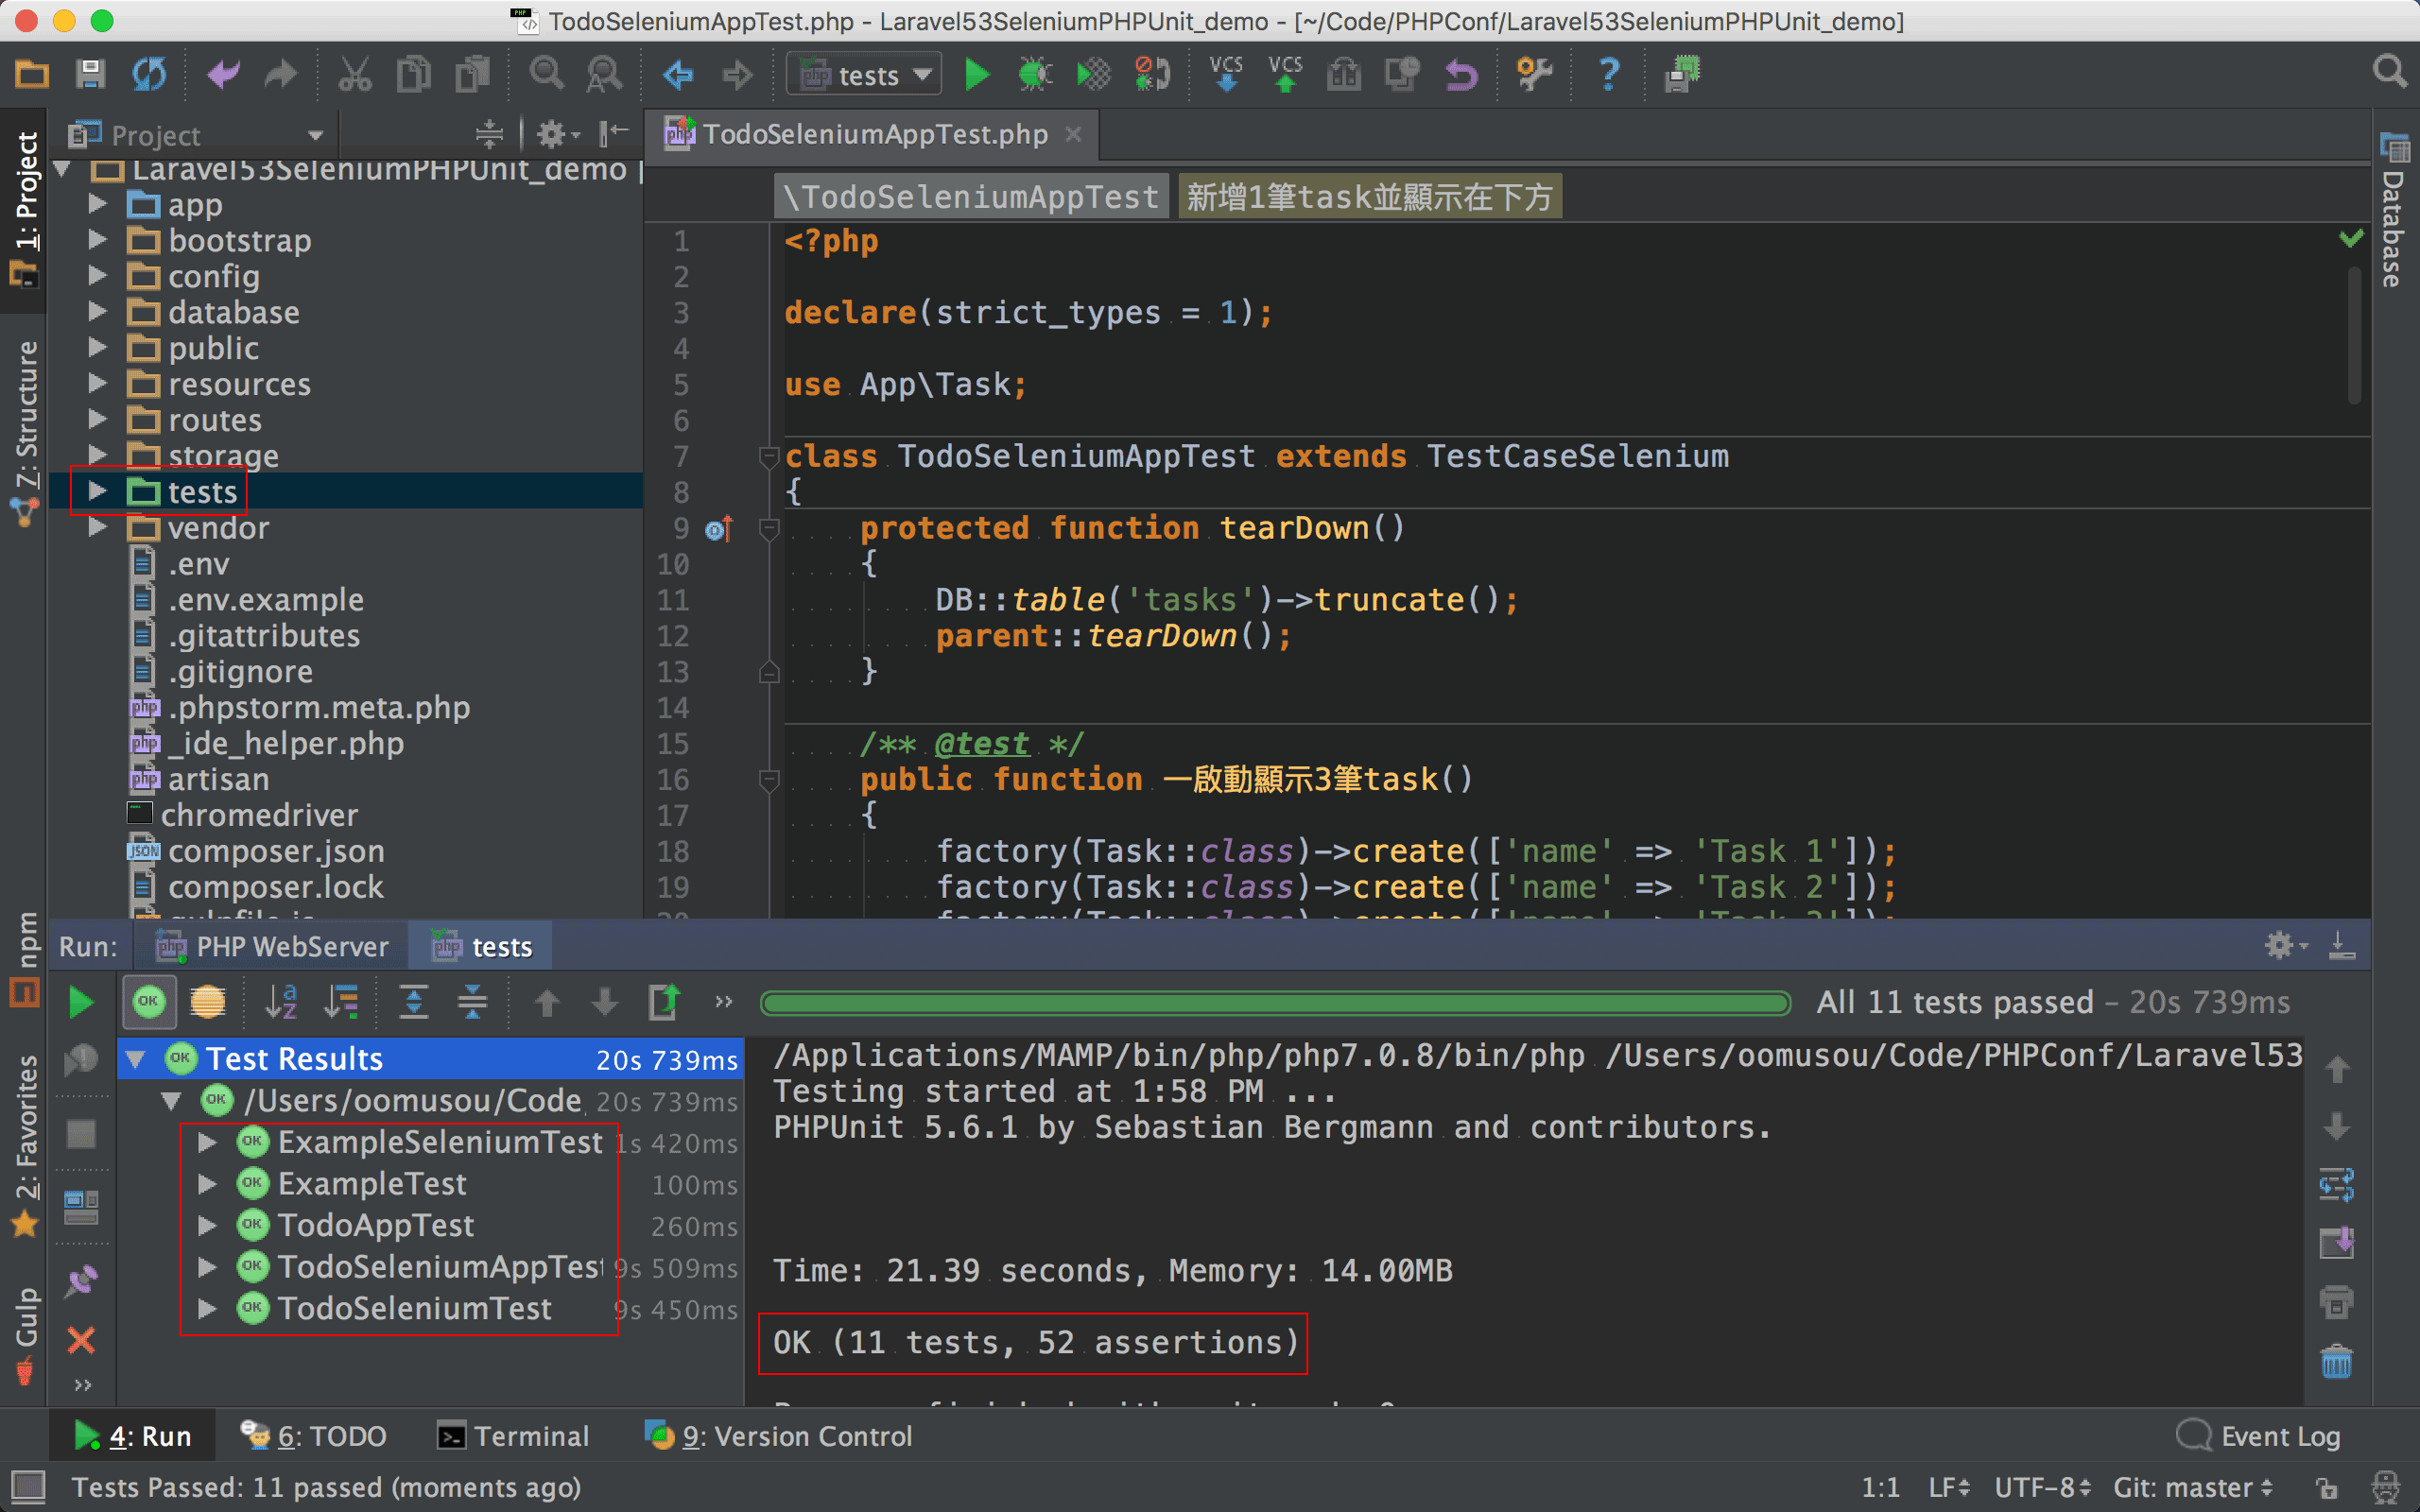 TodoSeleniumAppTest.php - Laravel53SeleniumPHPUnit_demo - [~/Code/PHPConf/Laravel53SeleniumPHPUnit_demo]
tests
VCS
VCS
Project
TodoSeleniumAppTest.php
1: Project
7: Structure
npm
2: Favorites
Gulp
Database
Laravel53SeleniumPHPUnit_demo
app
bootstrap
config
database
public
resources
routes
storage
tests
vendor
.env
.env.example
.gitattributes
.gitignore
.phpstorm.meta.php
_ide_helper.php
artisan
chromedriver
composer.json
composer.lock
gulpfile.js
\TodoSeleniumAppTest 新增1筆task並顯示在下方
1 <?php
2
3 declare(strict_types = 1);
4
5 use App\Task;
6
7 class TodoSeleniumAppTest extends TestCaseSelenium
8 {
9 protected function tearDown()
10 {
11 DB::table('tasks')->truncate();
12 parent::tearDown();
13 }
14
15 /** @test */
16 public function 一啟動顯示3筆task()
17 {
18 factory(Task::class)->create(['name' => 'Task 1']);
19 factory(Task::class)->create(['name' => 'Task 2']);
20 factory(Task::class)->create(['name' => 'Task 3']);
Run: PHP WebServer tests
All 11 tests passed – 20s 739ms
Test Results 20s 739ms
/Users/oomusou/Code 20s 739ms
ExampleSeleniumTest 1s 420ms
ExampleTest 100ms
TodoAppTest 260ms
TodoSeleniumAppTest 9s 509ms
TodoSeleniumTest 9s 450ms
/Applications/MAMP/bin/php/php7.0.8/bin/php /Users/oomusou/Code/PHPConf/Laravel53
Testing started at 1:58 PM ...
PHPUnit 5.6.1 by Sebastian Bergmann and contributors.
Time: 21.39 seconds, Memory: 14.00MB
OK (11 tests, 52 assertions)
4: Run 6: TODO Terminal 9: Version Control Event Log
Tests Passed: 11 passed (moments ago) 1:1 LF UTF-8 Git: master